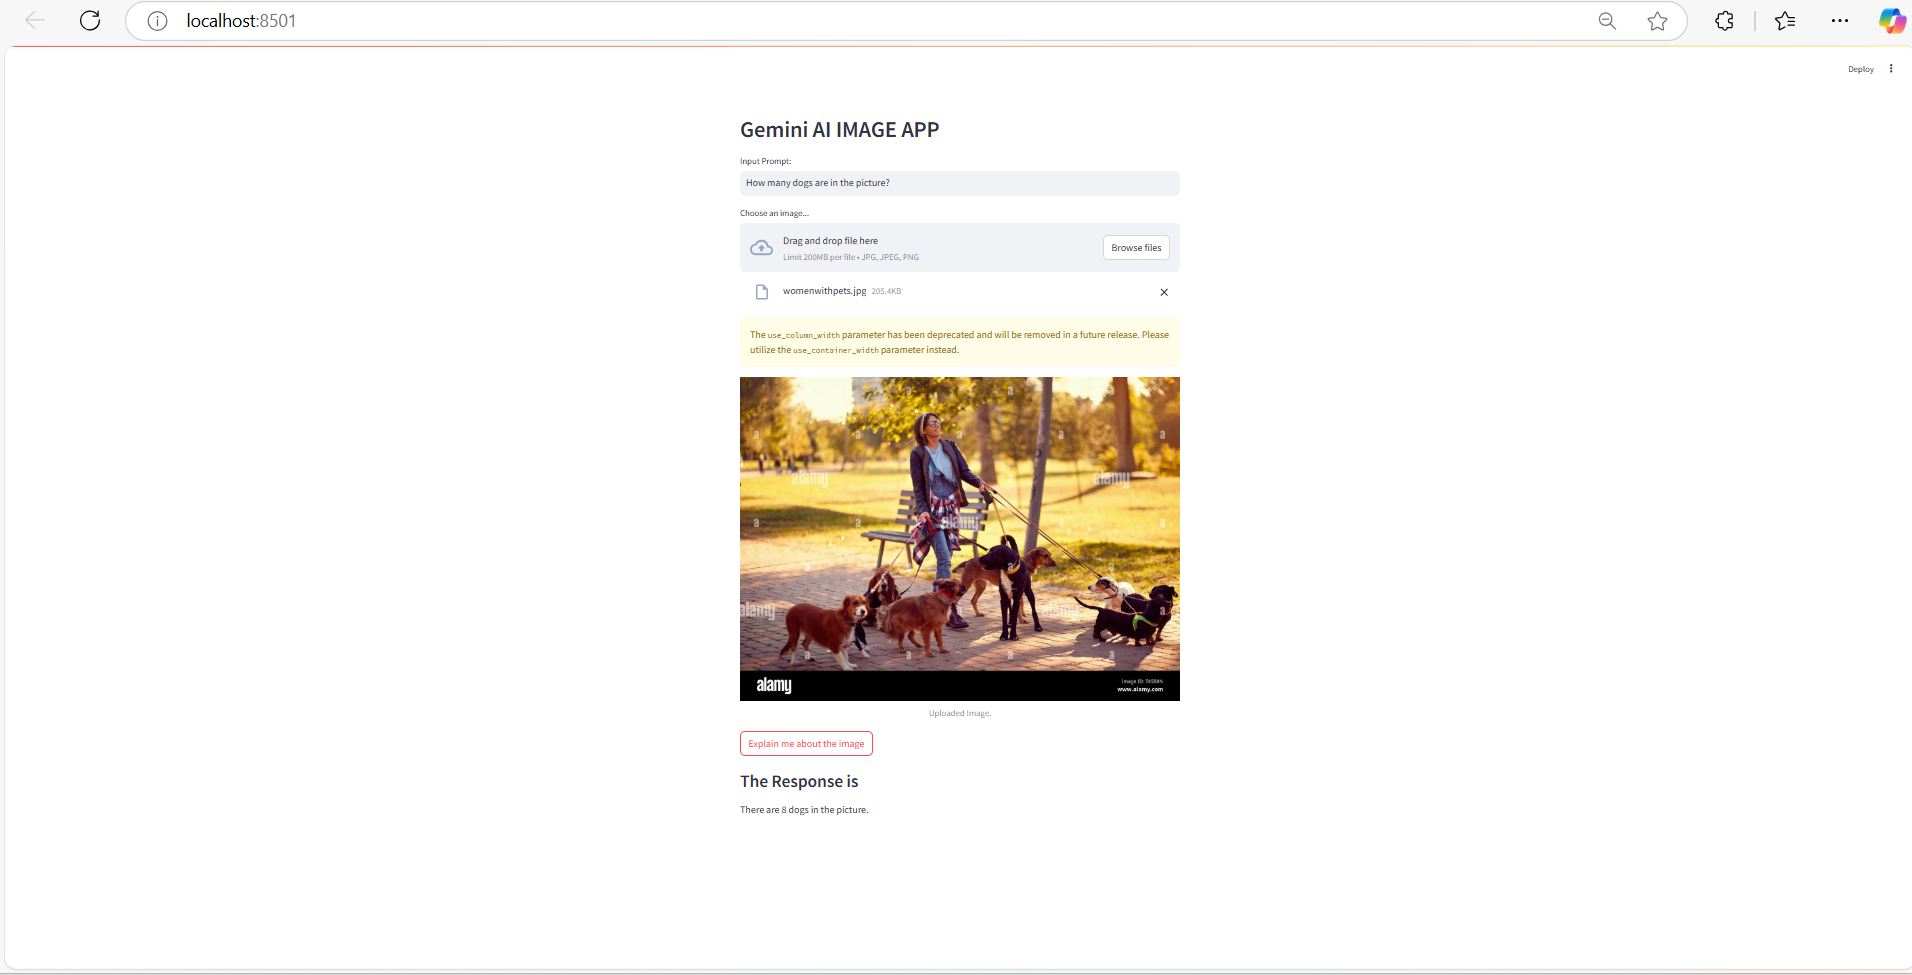 localhost:8501
Deploy
Gemini AI IMAGE APP
Input Prompt:
How many dogs are in the picture?
Choose an image...
Drag and drop file here
Limit 200MB per file • JPG, JPEG, PNG
Browse files
womenwithpets.jpg 205.4KB
The use_column_width parameter has been deprecated and will be removed in a future release. Please
utilize the use_container_width parameter instead.
a a a
a a a a a
alamy alamy
a a alamy a a
a a a
alamy alamy a
a a a a
alamy
www.alamy.com
Uploaded Image.
Explain me about the image
The Response is
There are 8 dogs in the picture.